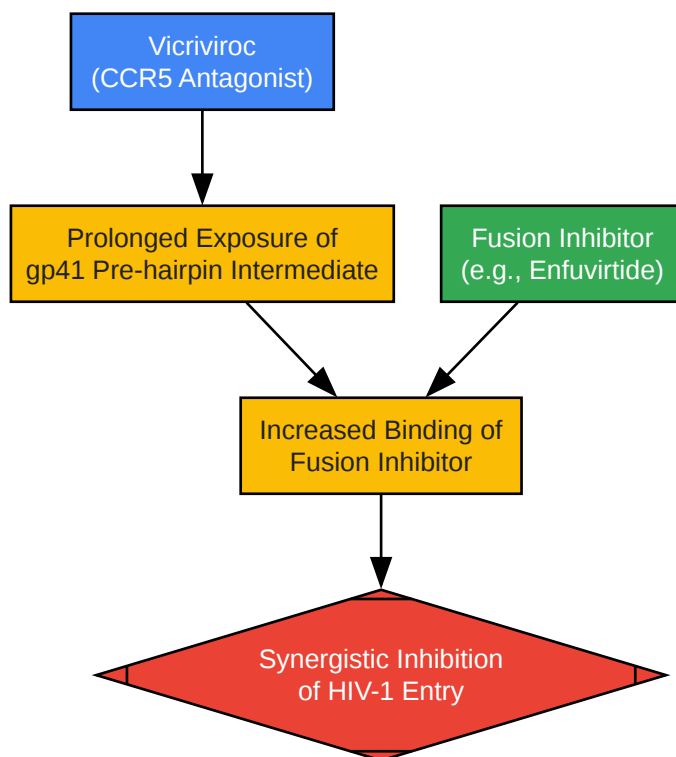 Vicriviroc
(CCR5 Antagonist)
Prolonged Exposure of
gp41 Pre-hairpin Intermediate
Fusion Inhibitor
(e.g., Enfuvirtide)
Increased Binding of
Fusion Inhibitor
Synergistic Inhibition
of HIV-1 Entry